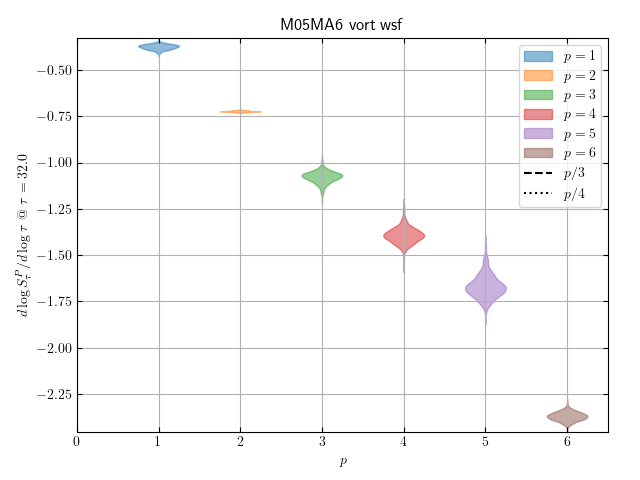 M05MA6 vort wsf
d log S_τ^P / d log τ @ τ = 32.0
−0.50
−0.75
−1.00
−1.25
−1.50
−1.75
−2.00
−2.25
p = 1
p = 2
p = 3
p = 4
p = 5
p = 6
p/3
p/4
0 1 2 3 4 5 6
p